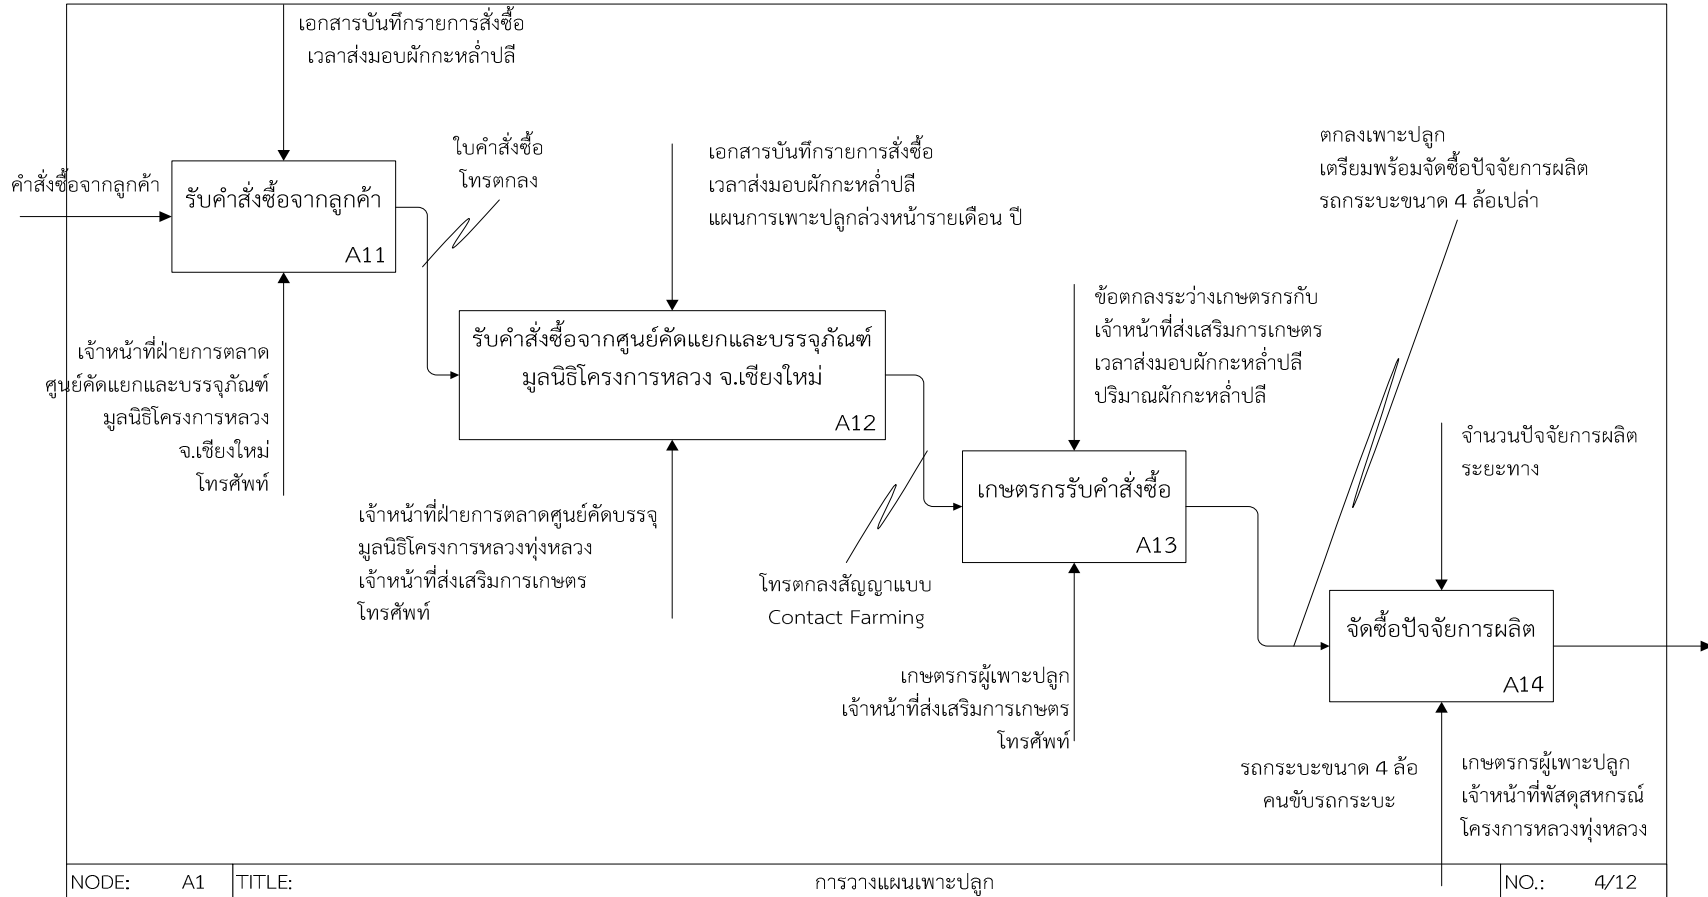 เอกสารบันทึกรายการสั่งซื้อ
เวลาส่งมอบผักกะหล่ำปลี
คำสั่งซื้อจากลูกค้า
รับคำสั่งซื้อจากลูกค้า
A11
ใบคำสั่งซื้อ
โทรตกลง
เจ้าหน้าที่ฝ่ายการตลาด
ศูนย์คัดแยกและบรรจุภัณฑ์
มูลนิธิโครงการหลวง
จ.เชียงใหม่
โทรศัพท์
เอกสารบันทึกรายการสั่งซื้อ
เวลาส่งมอบผักกะหล่ำปลี
แผนการเพาะปลูกล่วงหน้ารายเดือน ปี
รับคำสั่งซื้อจากศูนย์คัดแยกและบรรจุภัณฑ์
มูลนิธิโครงการหลวง จ.เชียงใหม่
A12
เจ้าหน้าที่ฝ่ายการตลาดศูนย์คัดบรรจุ
มูลนิธิโครงการหลวงทุ่งหลวง
เจ้าหน้าที่ส่งเสริมการเกษตร
โทรศัพท์
โทรตกลงสัญญาแบบ
Contact Farming
ข้อตกลงระว่างเกษตรกรกับ
เจ้าหน้าที่ส่งเสริมการเกษตร
เวลาส่งมอบผักกะหล่ำปลี
ปริมาณผักกะหล่ำปลี
เกษตรกรรับคำสั่งซื้อ
A13
เกษตรกรผู้เพาะปลูก
เจ้าหน้าที่ส่งเสริมการเกษตร
โทรศัพท์
ตกลงเพาะปลูก
เตรียมพร้อมจัดซื้อปัจจัยการผลิต
รถกระบะขนาด 4 ล้อเปล่า
จำนวนปัจจัยการผลิต
ระยะทาง
จัดซื้อปัจจัยการผลิต
A14
รถกระบะขนาด 4 ล้อ
คนขับรถกระบะ
เกษตรกรผู้เพาะปลูก
เจ้าหน้าที่พัสดุสหกรณ์
โครงการหลวงทุ่งหลวง
NODE: A1 TITLE: การวางแผนเพาะปลูก NO.: 4/12